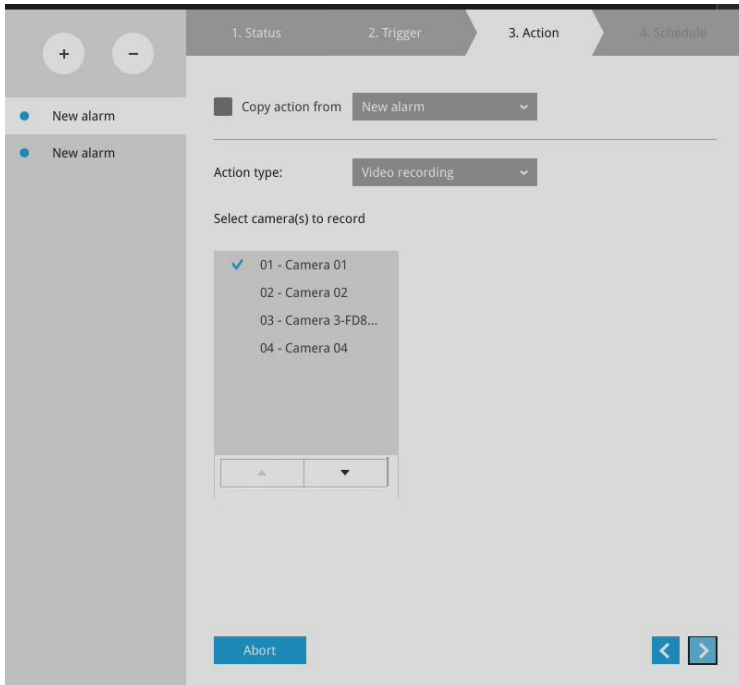 1. Status
2. Trigger
3. Action
4. Schedule
+
−
New alarm
New alarm
Copy action from
New alarm
Action type:
Video recording
Select camera(s) to record
01 - Camera 01
02 - Camera 02
03 - Camera 3-FD8...
04 - Camera 04
Abort